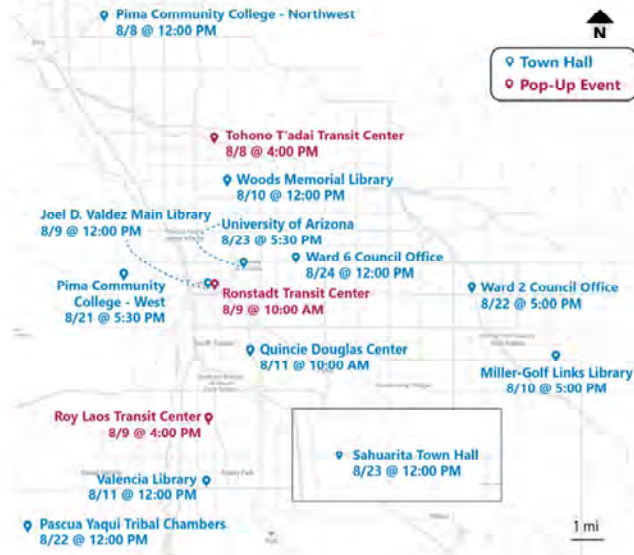 Pima Community College - Northwest
8/8 @ 12:00 PM
N
Town Hall
Pop-Up Event
Tohono T'adai Transit Center
8/8 @ 4:00 PM
Woods Memorial Library
8/10 @ 12:00 PM
Joel D. Valdez Main Library
8/9 @ 12:00 PM
University of Arizona
8/23 @ 5:30 PM
Ward 6 Council Office
8/24 @ 12:00 PM
Pima Community
College - West
8/21 @ 5:30 PM
Ronstadt Transit Center
8/9 @ 10:00 AM
Ward 2 Council Office
8/22 @ 5:00 PM
Quincie Douglas Center
8/11 @ 10:00 AM
Miller-Golf Links Library
8/10 @ 5:00 PM
Roy Laos Transit Center
8/9 @ 4:00 PM
Sahuarita Town Hall
8/23 @ 12:00 PM
Valencia Library
8/11 @ 12:00 PM
Pascua Yaqui Tribal Chambers
8/22 @ 12:00 PM
1 mi